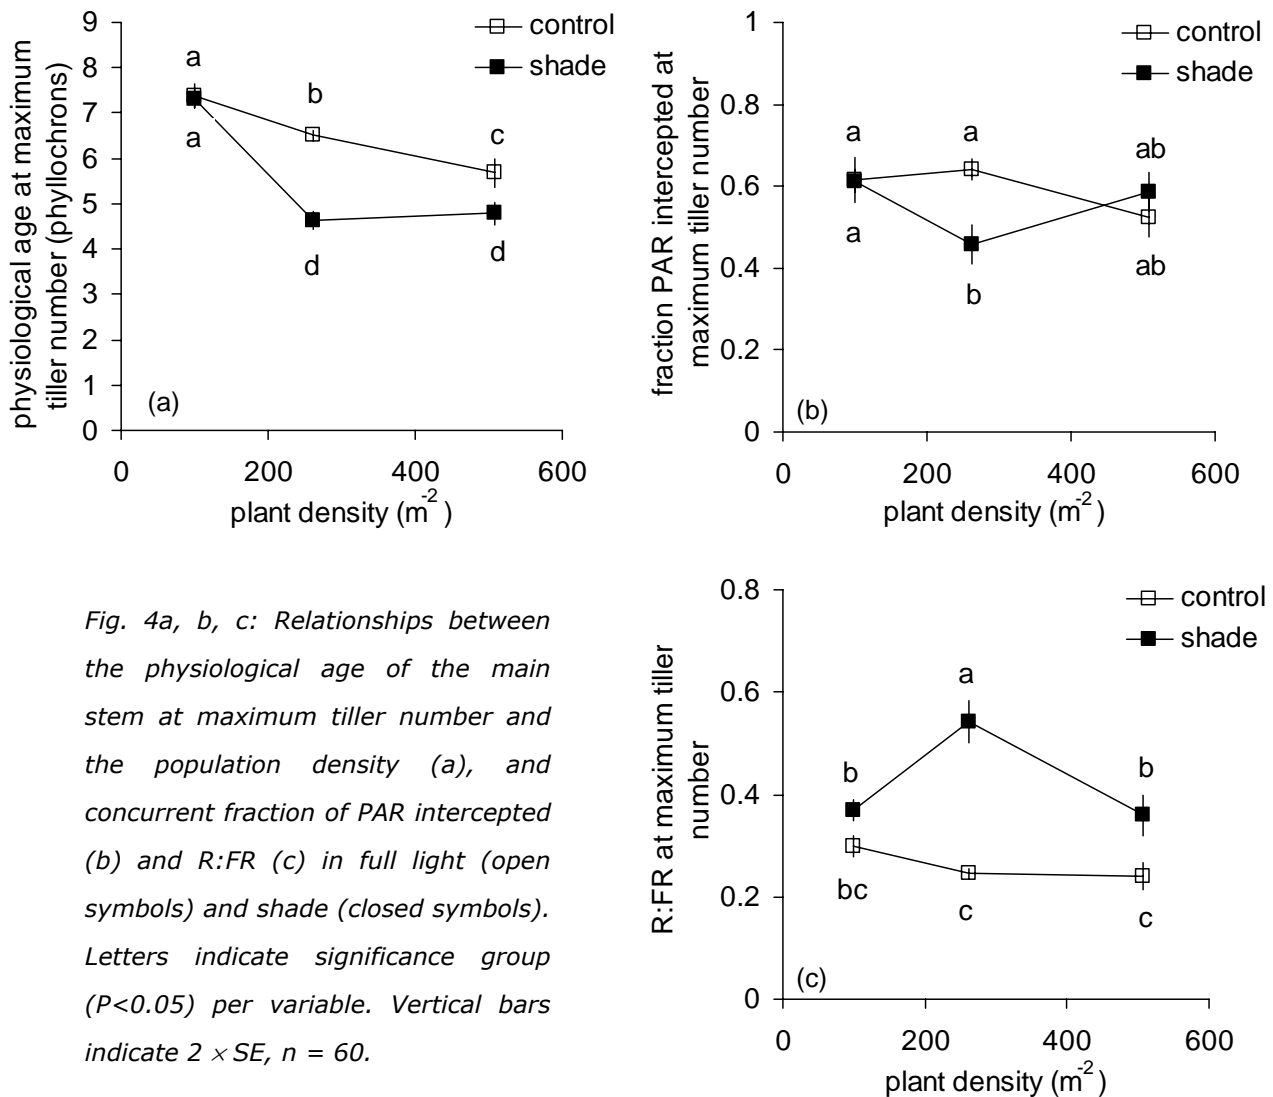 physiological age at maximum
tiller number (phyllochrons)
9
8
7
6
5
4
3
2
1
0
control
shade
a
a
b
c
d
d
(a)
0
200
400
600
plant density (m-2)
fraction PAR intercepted at
maximum tiller number
1
0.8
0.6
0.4
0.2
0
control
shade
a
a
ab
a
b
ab
(b)
0
200
400
600
plant density (m-2)
Fig. 4a, b, c: Relationships between
the physiological age of the main
stem at maximum tiller number and
the population density (a), and
concurrent fraction of PAR intercepted
(b) and R:FR (c) in full light (open
symbols) and shade (closed symbols).
Letters indicate significance group
(P<0.05) per variable. Vertical bars
indicate 2 × SE, n = 60.
R:FR at maximum tiller
number
0.8
0.6
0.4
0.2
0
control
shade
a
b
b
bc
c
c
(c)
0
200
400
600
plant density (m-2)